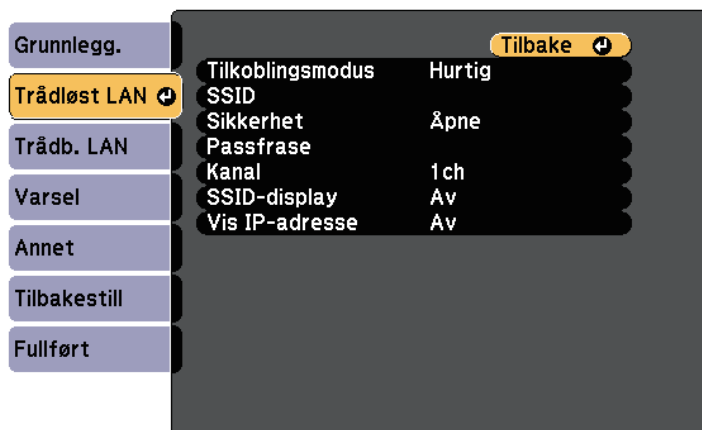 Grunnlegg.
Trådløst LAN
Trådb. LAN
Varsel
Annet
Tilbakestill
Fullført
Tilbake
Tilkoblingsmodus Hurtig
SSID
Sikkerhet Åpne
Passfrase
Kanal 1ch
SSID-display Av
Vis IP-adresse Av